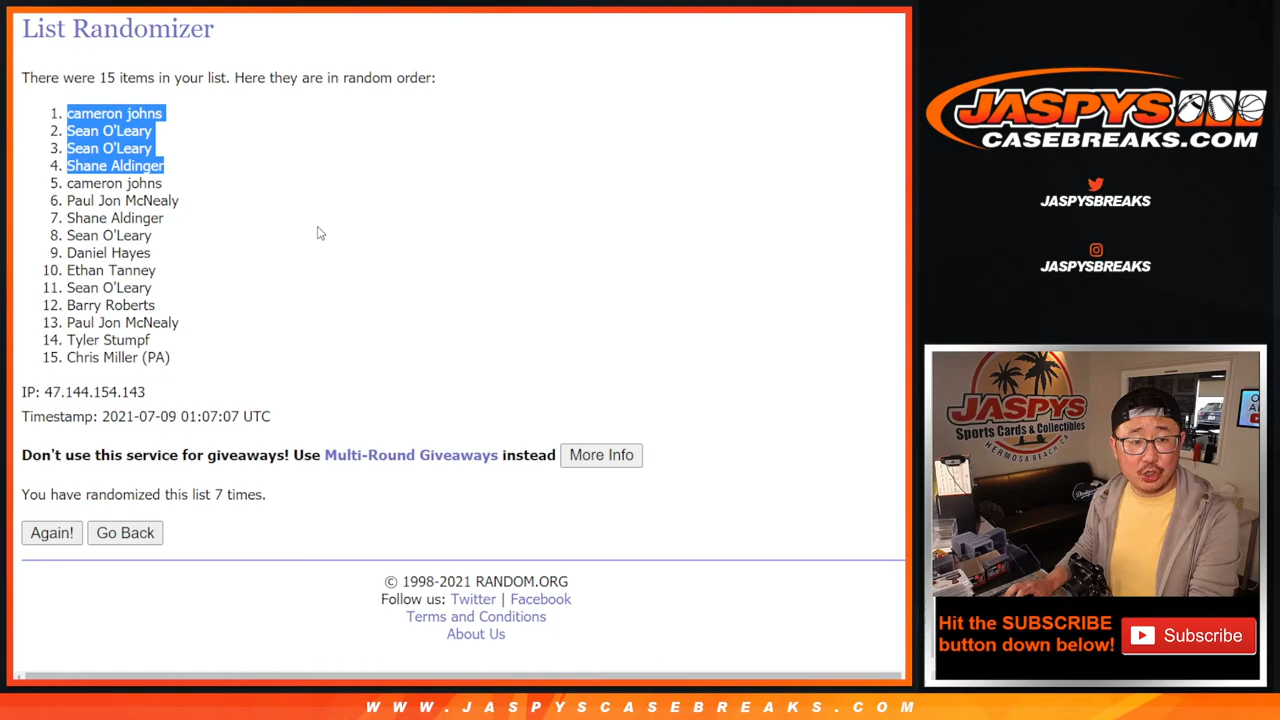 List Randomizer
There were 15 items in your list. Here they are in random order:
1. cameron johns
2. Sean O'Leary
3. Sean O'Leary
4. Shane Aldinger
5. cameron johns
6. Paul Jon McNealy
7. Shane Aldinger
8. Sean O'Leary
9. Daniel Hayes
10. Ethan Tanney
11. Sean O'Leary
12. Barry Roberts
13. Paul Jon McNealy
14. Tyler Stumpf
15. Chris Miller (PA)
IP: 47.144.154.143
Timestamp: 2021-07-09 01:07:07 UTC
Don't use this service for giveaways! Use Multi-Round Giveaways instead More Info
You have randomized this list 7 times.
Again! Go Back
© 1998-2021 RANDOM.ORG
Follow us: Twitter | Facebook
Terms and Conditions
About Us
JASPYS
CASEBREAKS.COM
JASPYSBREAKS
JASPYSBREAKS
JASPYS
Sports Cards & Collectibles
HERMOSA BEACH, CA
Dodgers
Hit the SUBSCRIBE
button down below!
Subscribe
WWW.JASPYSCASEBREAKS.COM